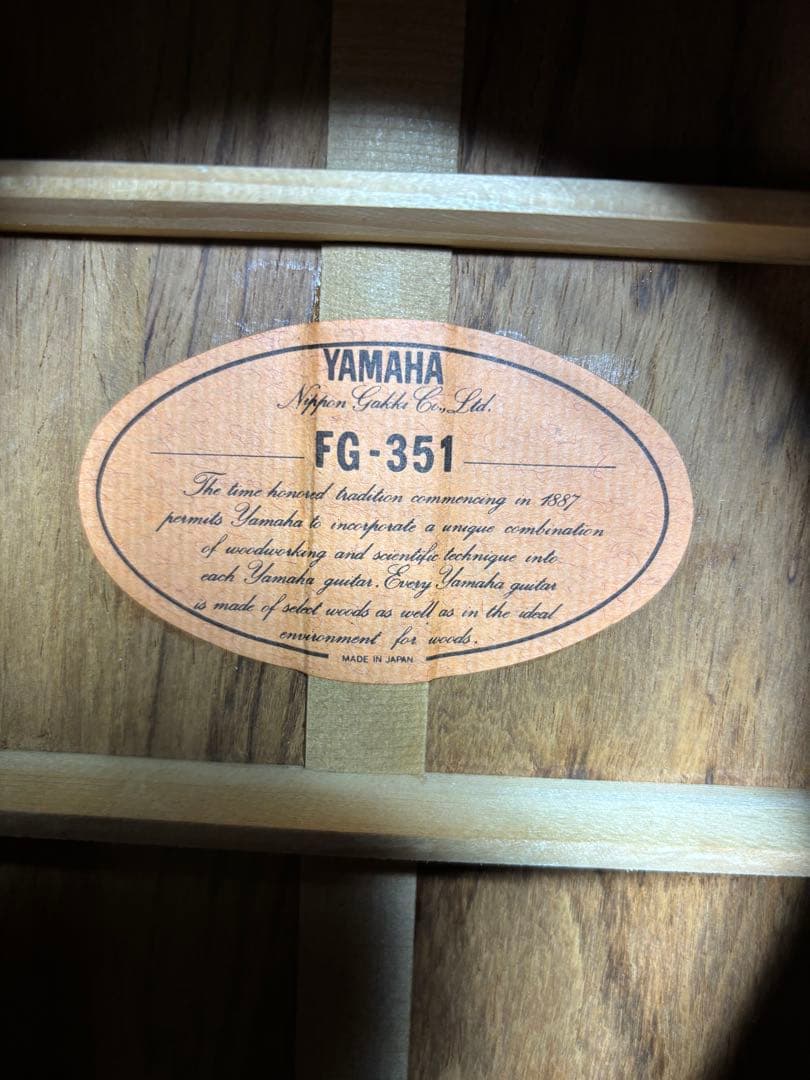 YAMAHA
Nippon Gakki Co., Ltd.
FG-351
The time honored tradition commencing in 1887
permits Yamaha to incorporate a unique combination
of woodworking and scientific technique into
each Yamaha guitar. Every Yamaha guitar
is made of select woods as well as in the ideal
environment for woods.
MADE IN JAPAN